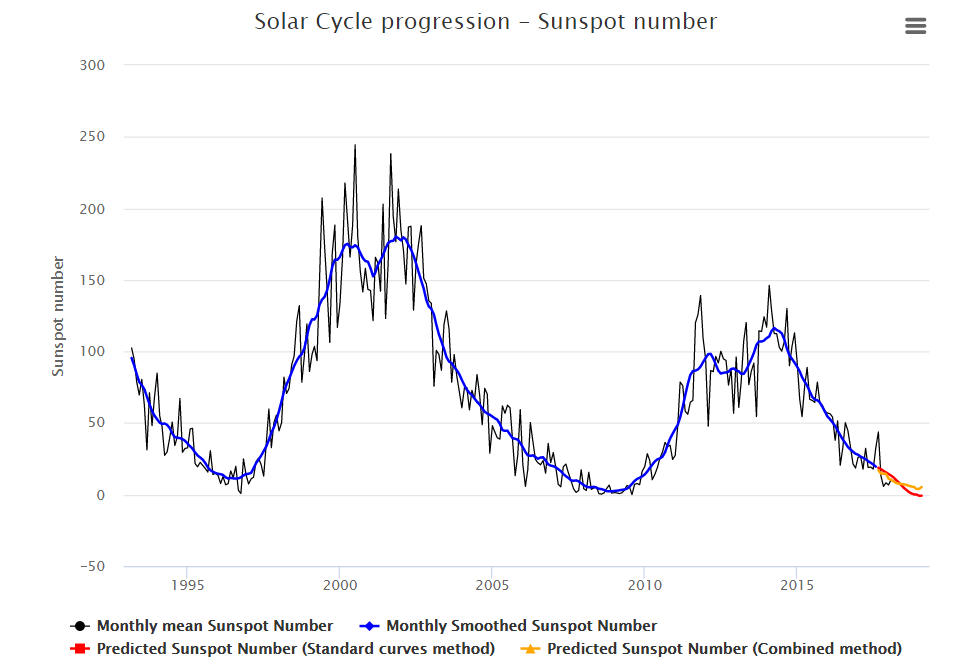 Solar Cycle progression – Sunspot number
300
250
200
150
100
50
0
−50
Sunspot number
1995 2000 2005 2010 2015
Monthly mean Sunspot Number Monthly Smoothed Sunspot Number
Predicted Sunspot Number (Standard curves method) Predicted Sunspot Number (Combined method)